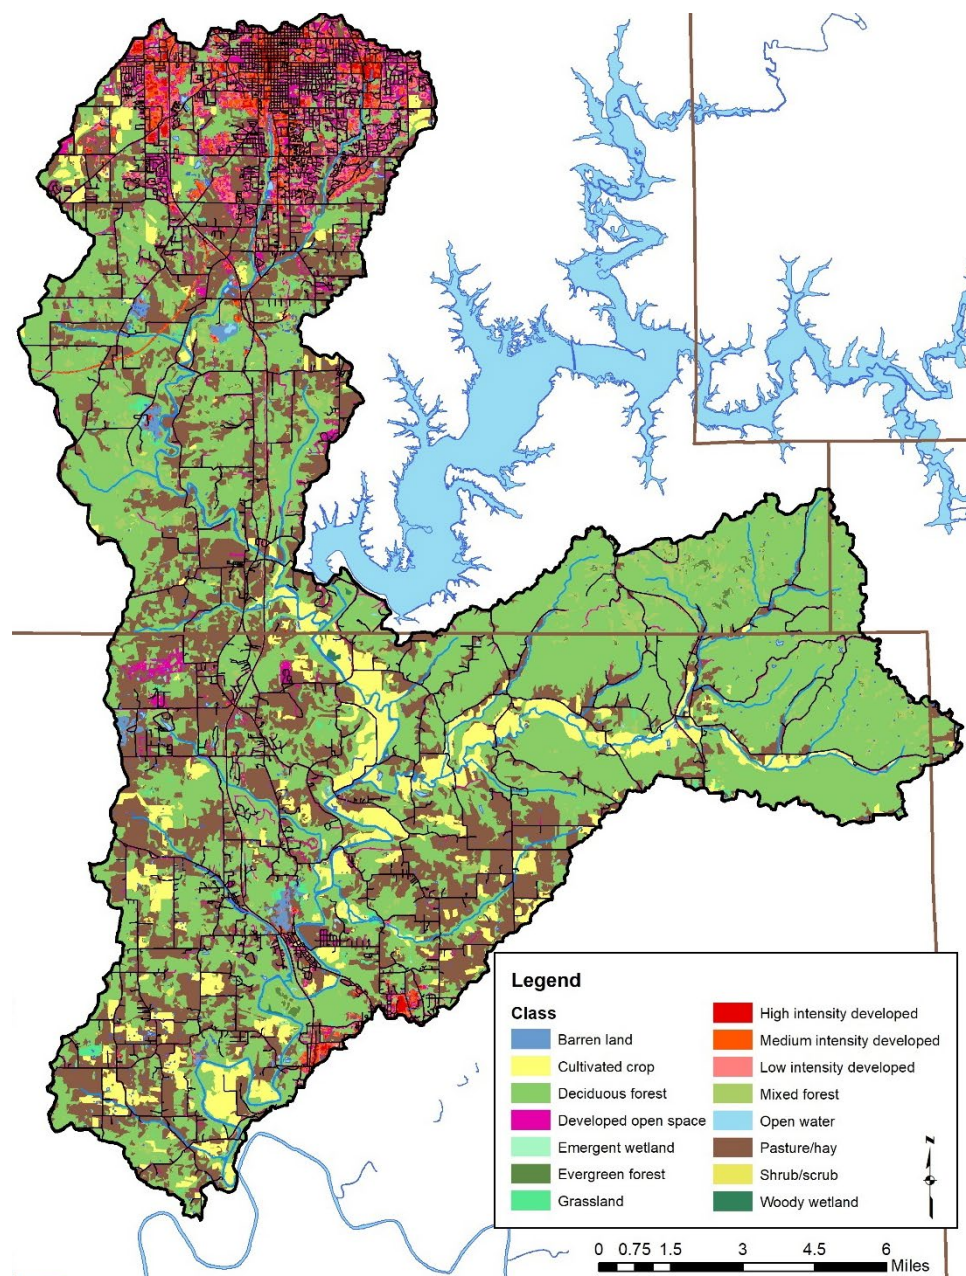 Legend
Class
Barren land
Cultivated crop
Deciduous forest
Developed open space
Emergent wetland
Evergreen forest
Grassland
High intensity developed
Medium intensity developed
Low intensity developed
Mixed forest
Open water
Pasture/hay
Shrub/scrub
Woody wetland
N
0 0.75 1.5 3 4.5 6
Miles